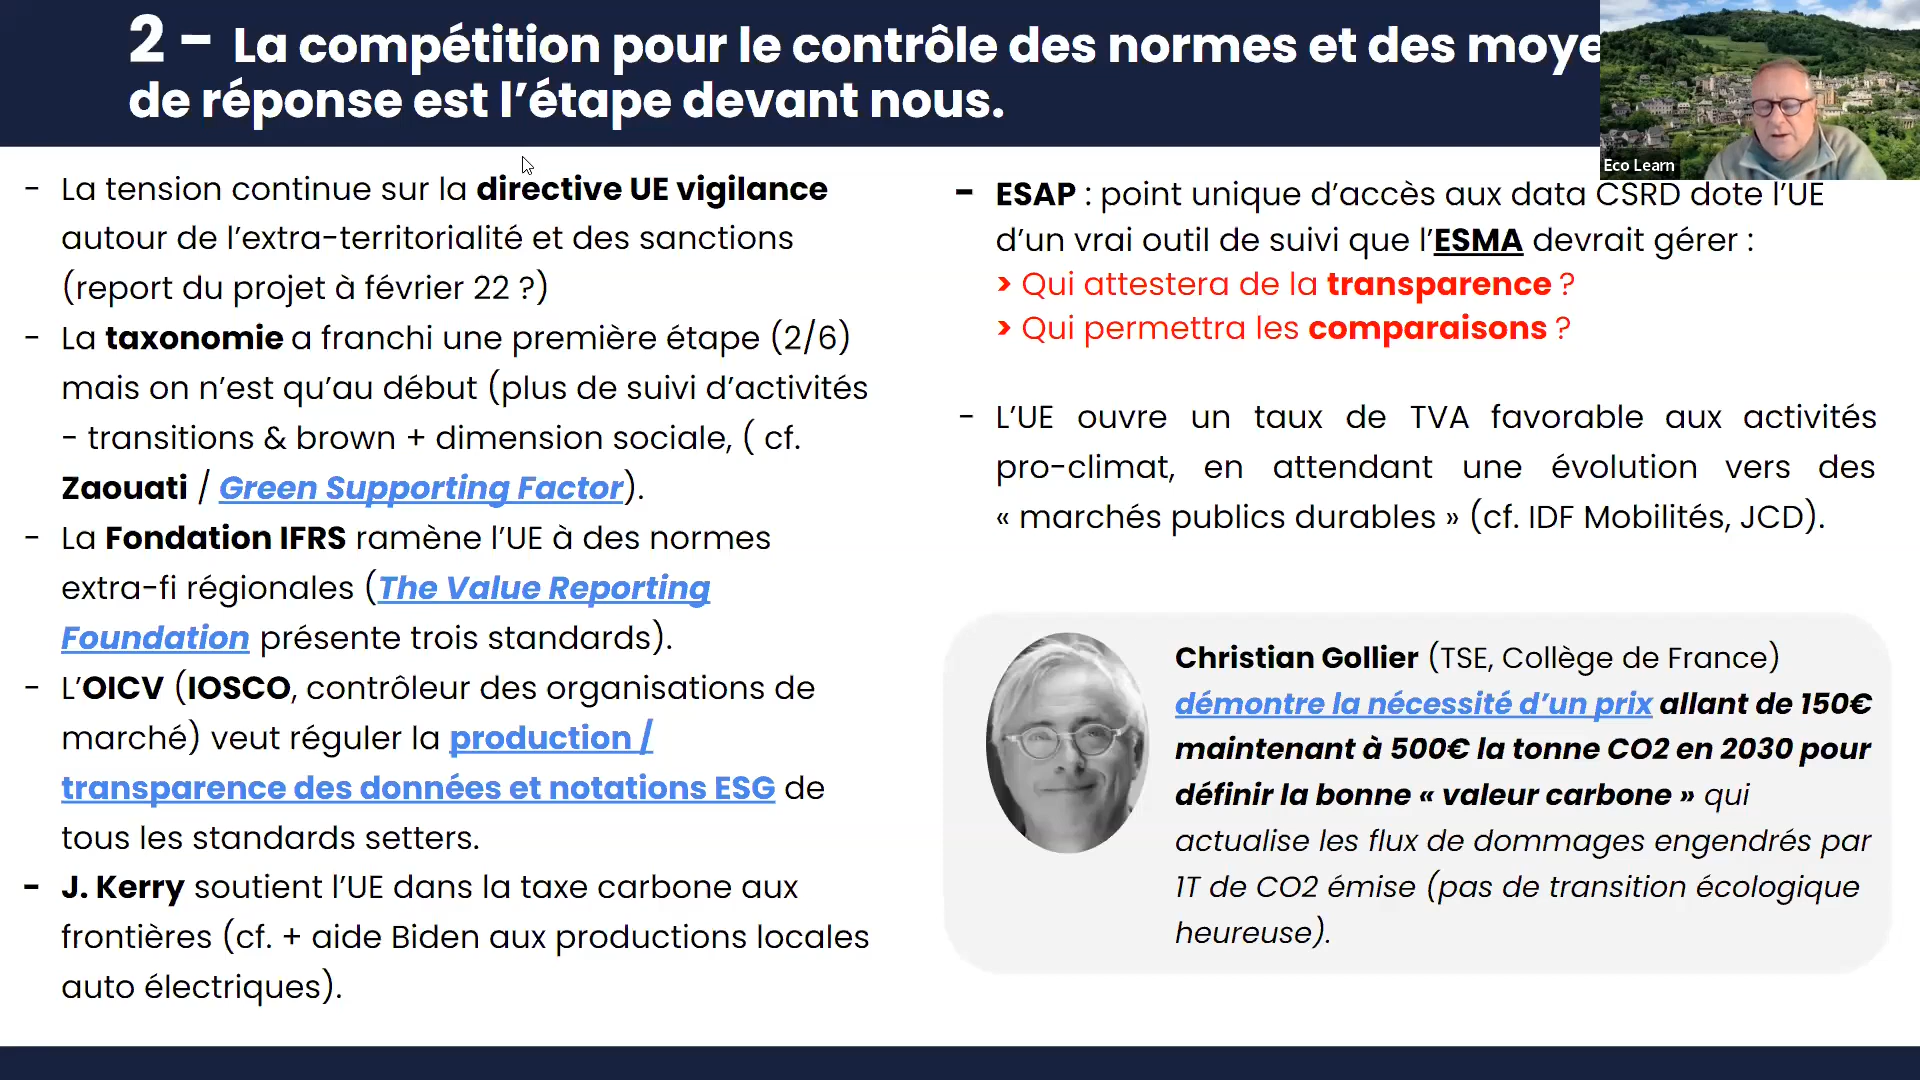 2 – La compétition pour le contrôle des normes et des moye
de réponse est l’étape devant nous.
Eco Learn
- La tension continue sur la directive UE vigilance
autour de l’extra-territorialité et des sanctions
(report du projet à février 22 ?)
- La taxonomie a franchi une première étape (2/6)
mais on n’est qu’au début (plus de suivi d’activités
- transitions & brown + dimension sociale, ( cf.
Zaouati / Green Supporting Factor).
- La Fondation IFRS ramène l’UE à des normes
extra-fi régionales (The Value Reporting
Foundation présente trois standards).
- L’OICV (IOSCO, contrôleur des organisations de
marché) veut réguler la production /
transparence des données et notations ESG de
tous les standards setters.
- J. Kerry soutient l’UE dans la taxe carbone aux
frontières (cf. + aide Biden aux productions locales
auto électriques).
- ESAP : point unique d’accès aux data CSRD dote l’UE
d’un vrai outil de suivi que l’ESMA devrait gérer :
> Qui attestera de la transparence ?
> Qui permettra les comparaisons ?
- L’UE ouvre un taux de TVA favorable aux activités
pro-climat, en attendant une évolution vers des
« marchés publics durables » (cf. IDF Mobilités, JCD).
Christian Gollier (TSE, Collège de France)
démontre la nécessité d’un prix allant de 150€
maintenant à 500€ la tonne CO2 en 2030 pour
définir la bonne « valeur carbone » qui
actualise les flux de dommages engendrés par
1T de CO2 émise (pas de transition écologique
heureuse).